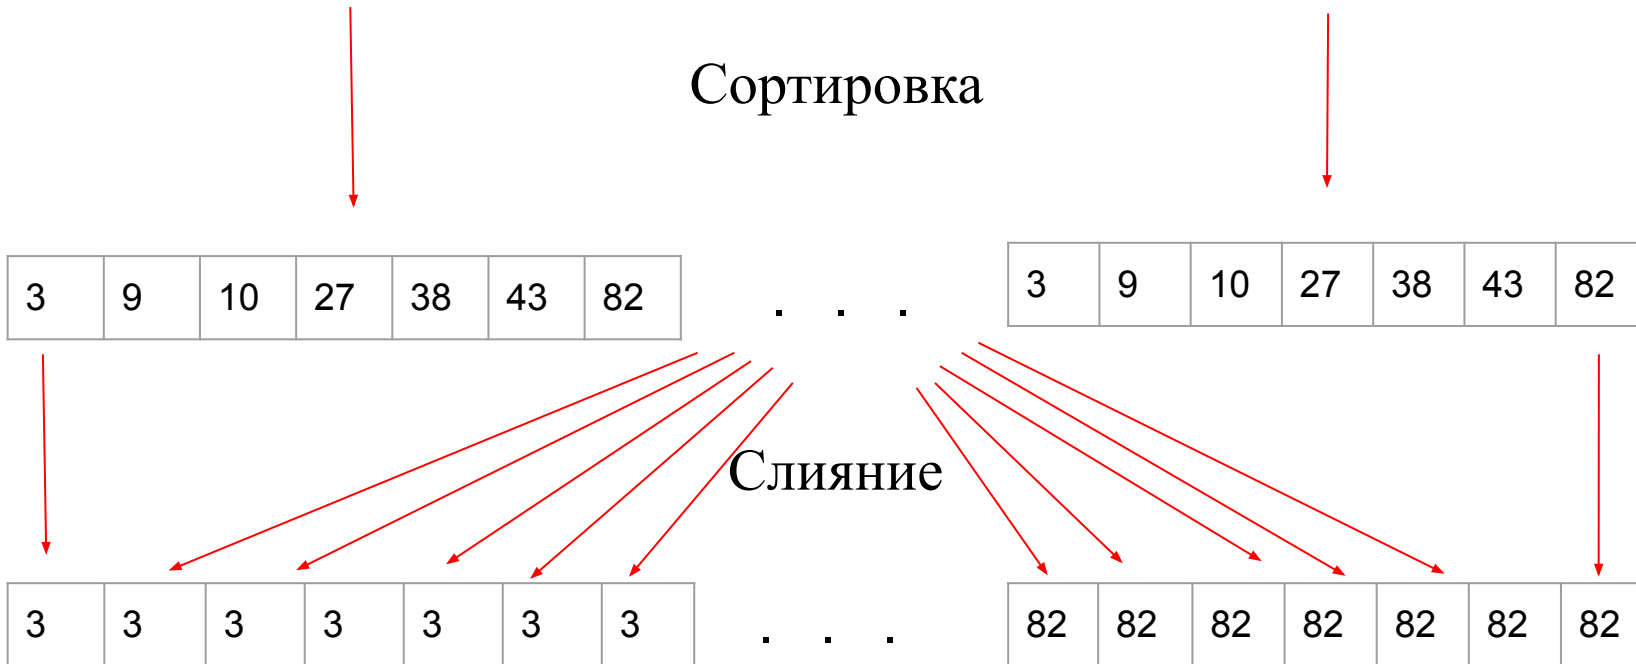 Сортировка
3 9 10 27 38 43 82 . . . 3 9 10 27 38 43 82
Слияние
3 3 3 3 3 3 3 . . . 82 82 82 82 82 82 82